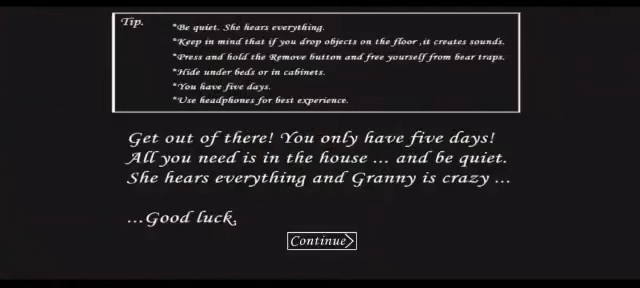 Tip.
*Be quiet. She hears everything.
*Keep in mind that if you drop objects on the floor ,it creates sounds.
*Press and hold the Remove button and free yourself from bear traps.
*Hide under beds or in cabinets.
*You have five days.
*Use headphones for best experience.
Get out of there! You only have five days!
All you need is in the house ... and be quiet.
She hears everything and Granny is crazy ...
...Good luck.
Continue